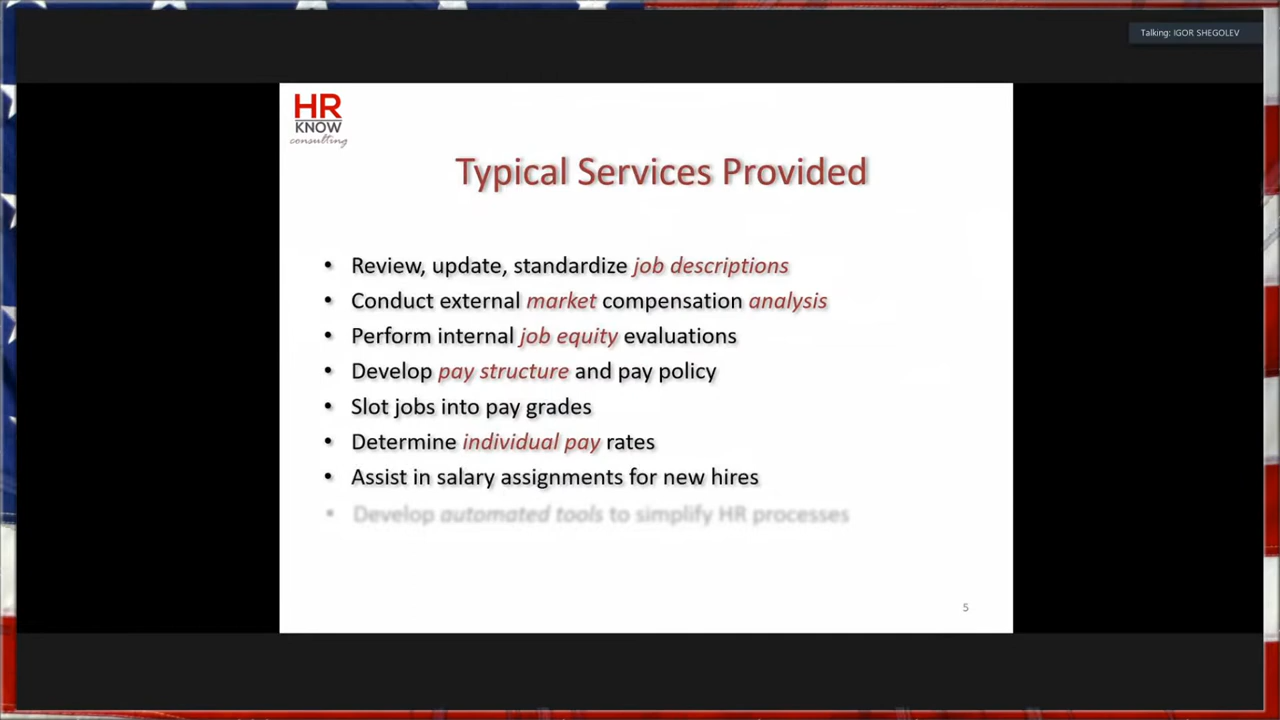 Talking: IGOR SHEGOLEV
HR
KNOW
consulting
Typical Services Provided
• Review, update, standardize job descriptions
• Conduct external market compensation analysis
• Perform internal job equity evaluations
• Develop pay structure and pay policy
• Slot jobs into pay grades
• Determine individual pay rates
• Assist in salary assignments for new hires
• Develop automated tools to simplify HR processes
5